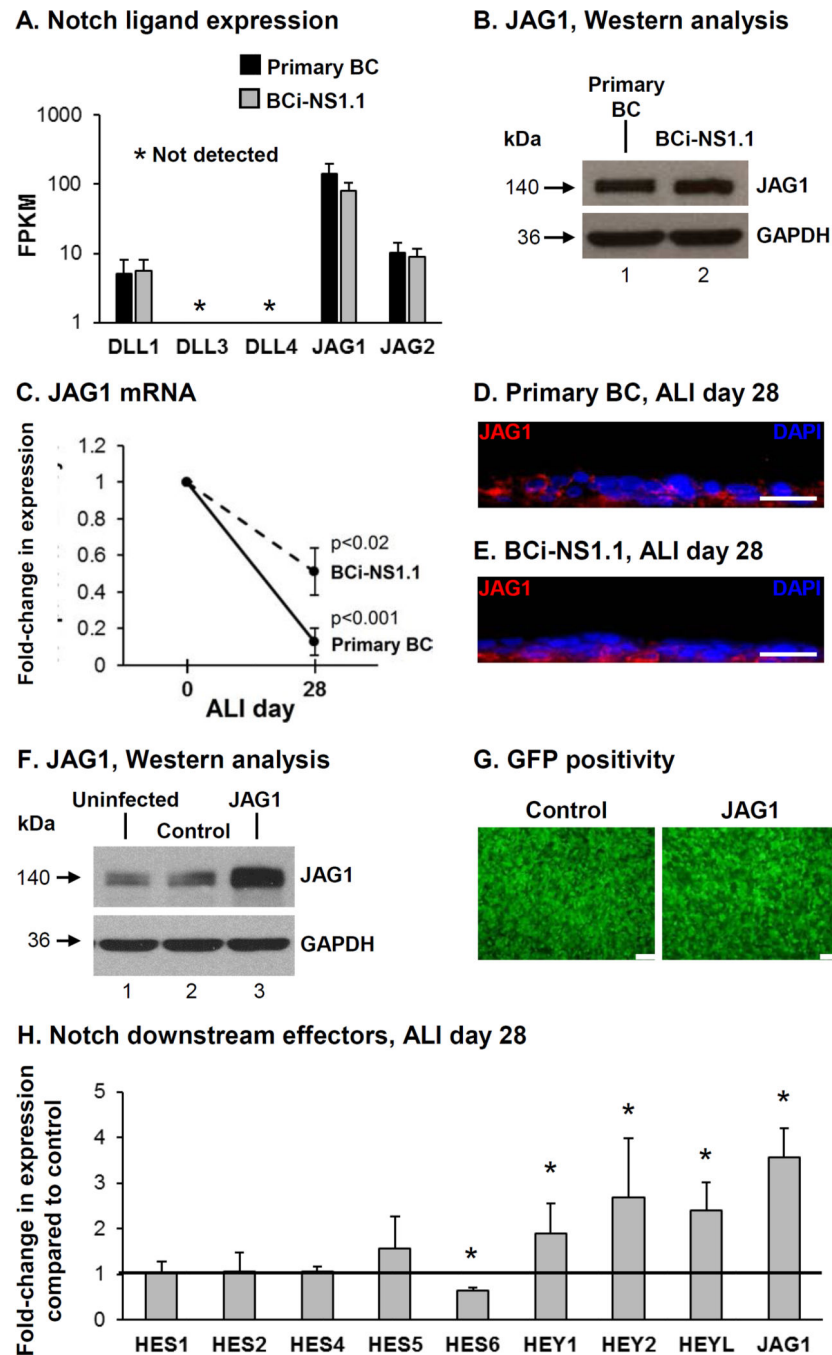 A. Notch ligand expression
Primary BC
BCi-NS1.1
* Not detected
FPKM
1000
100
10
1
* *
DLL1 DLL3 DLL4 JAG1 JAG2
B. JAG1, Western analysis
Primary
BC
kDa BCi-NS1.1
140 JAG1
36 GAPDH
1 2
C. JAG1 mRNA
Fold-change in expression
1.2
1
0.8
0.6
0.4
0.2
0
p<0.02
BCi-NS1.1
p<0.001
Primary BC
0 28
ALI day
D. Primary BC, ALI day 28
JAG1 DAPI
E. BCi-NS1.1, ALI day 28
JAG1 DAPI
F. JAG1, Western analysis
Uninfected JAG1
kDa Control
140 JAG1
36 GAPDH
1 2 3
G. GFP positivity
Control JAG1
H. Notch downstream effectors, ALI day 28
Fold-change in expression
compared to control
5
4
3
2
1
0
* * * * *
HES1 HES2 HES4 HES5 HES6 HEY1 HEY2 HEYL JAG1